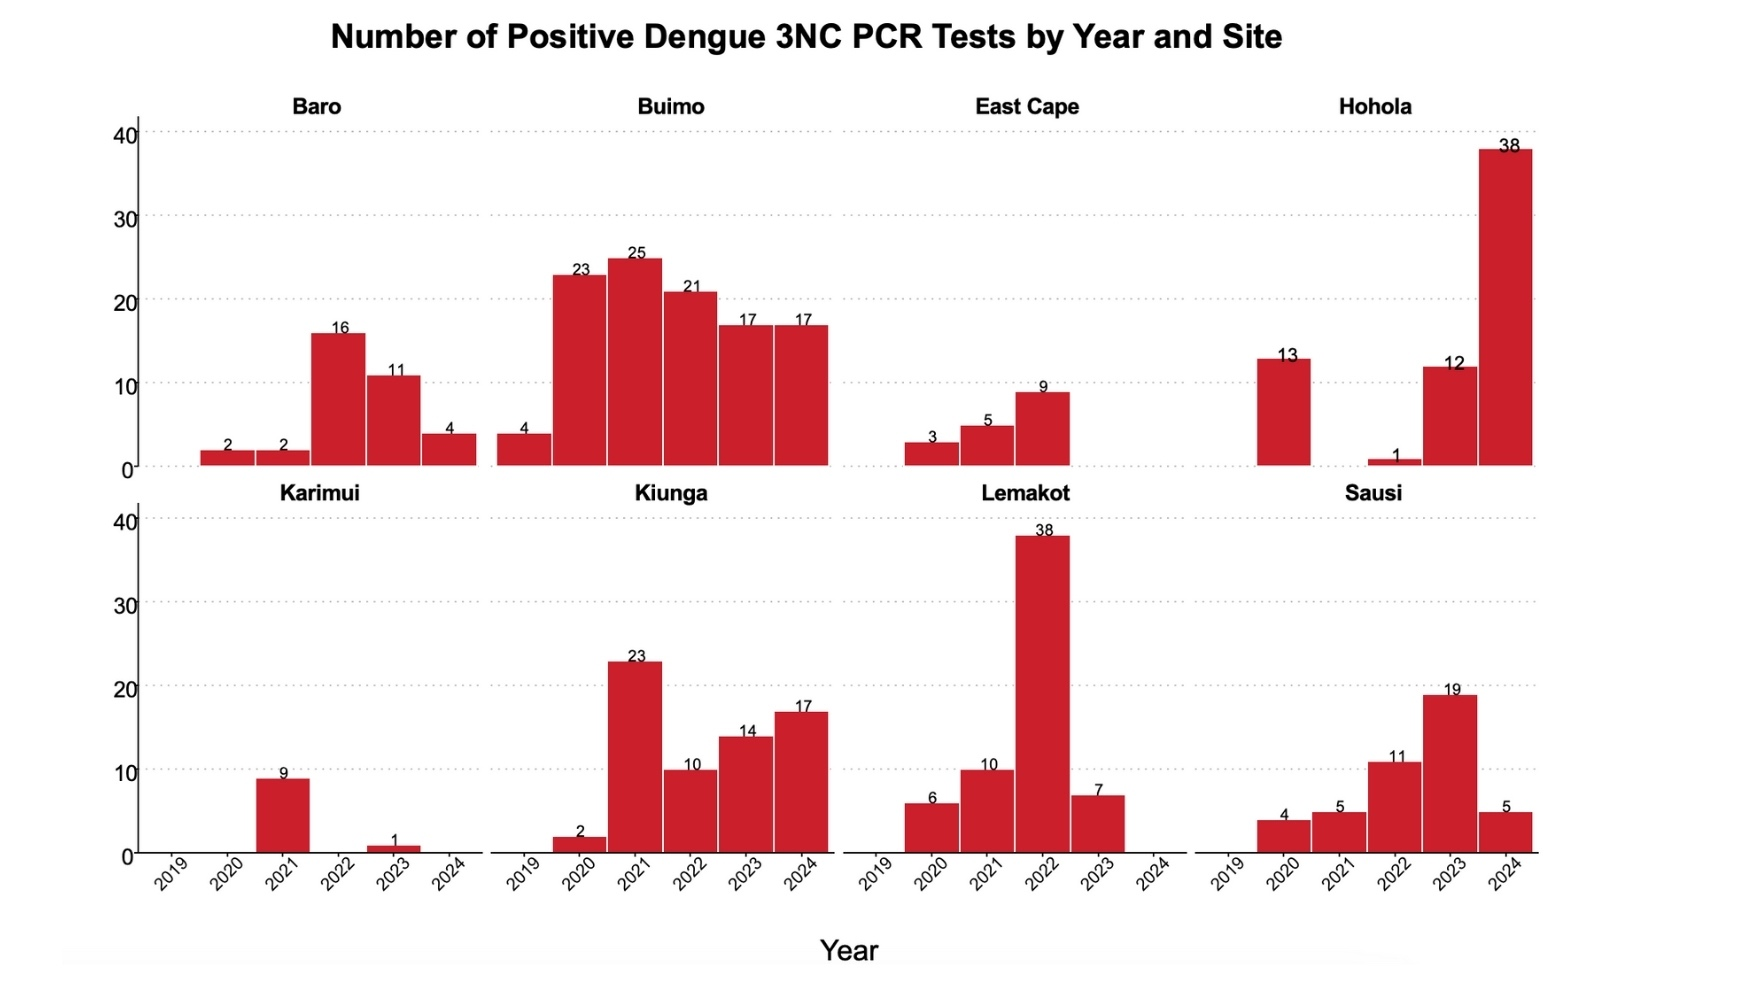 Number of Positive Dengue 3NC PCR Tests by Year and Site
Baro Buimo East Cape Hohola
40
30
20
10
0
2 2 16 11 4
4 23 25 21 17 17
3 5 9
13 1 12 38
Karimui Kiunga Lemakot Sausi
40
30
20
10
0
9 1
2 23 10 14 17
6 10 38 7
4 5 11 19 5
2019 2020 2021 2022 2023 2024 2019 2020 2021 2022 2023 2024 2019 2020 2021 2022 2023 2024 2019 2020 2021 2022 2023 2024
Year